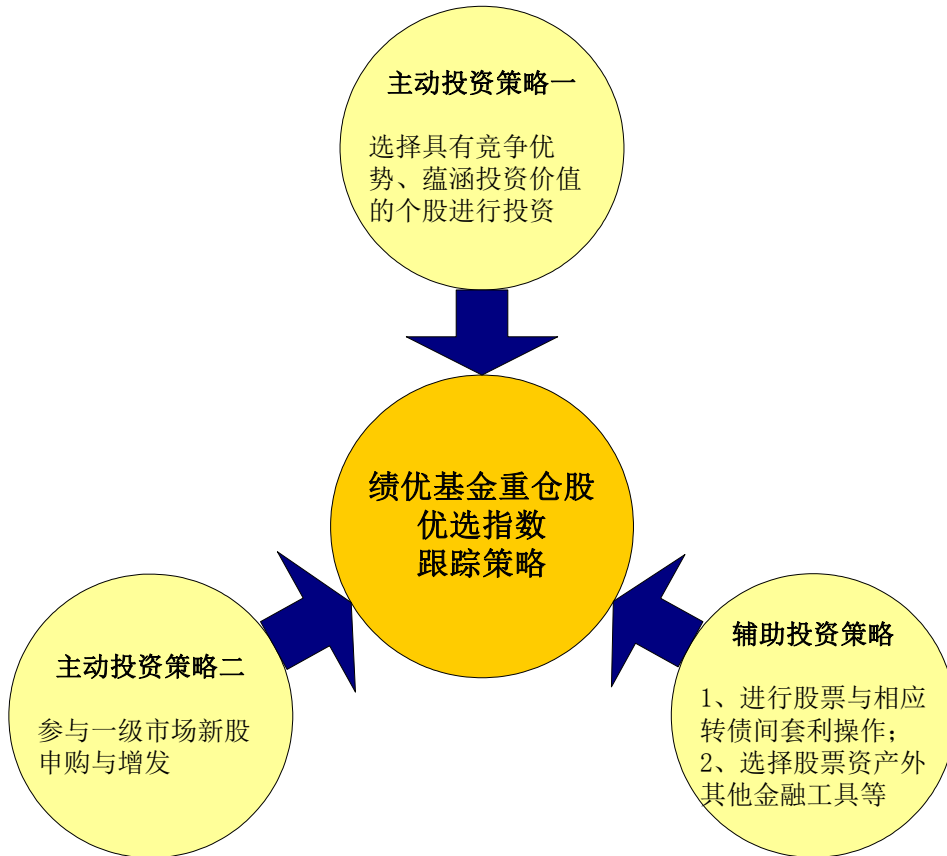 主动投资策略一
选择具有竞争优
势、蕴涵投资价值
的个股进行投资
绩优基金重仓股
优选指数
跟踪策略
主动投资策略二
参与一级市场新股
申购与增发
辅助投资策略
1、进行股票与相应
转债间套利操作；
2、选择股票资产外
其他金融工具等